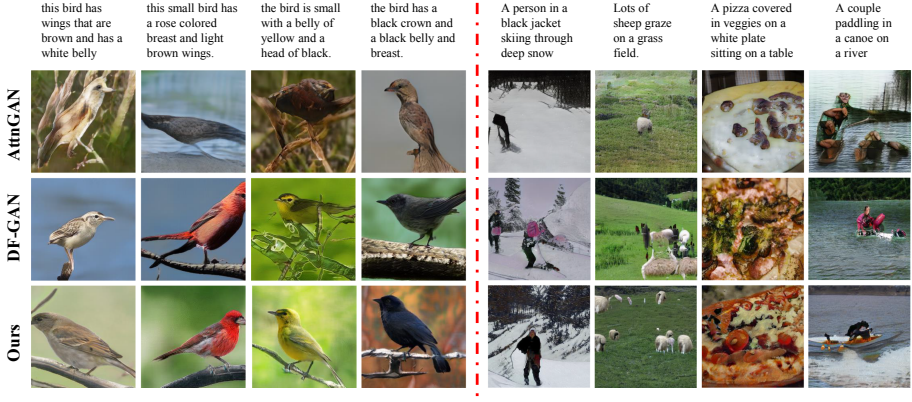 this bird has
wings that are
brown and has a
white belly
this small bird has
a rose colored
breast and light
brown wings.
the bird is small
with a belly of
yellow and a
head of black.
the bird has a
black crown and
a black belly and
breast.
A person in a
black jacket
skiing through
deep snow
Lots of
sheep graze
on a grass
field.
A pizza covered
in veggies on a
white plate
sitting on a table
A couple
paddling in
a canoe on
a river
AttnGAN
DF-GAN
Ours